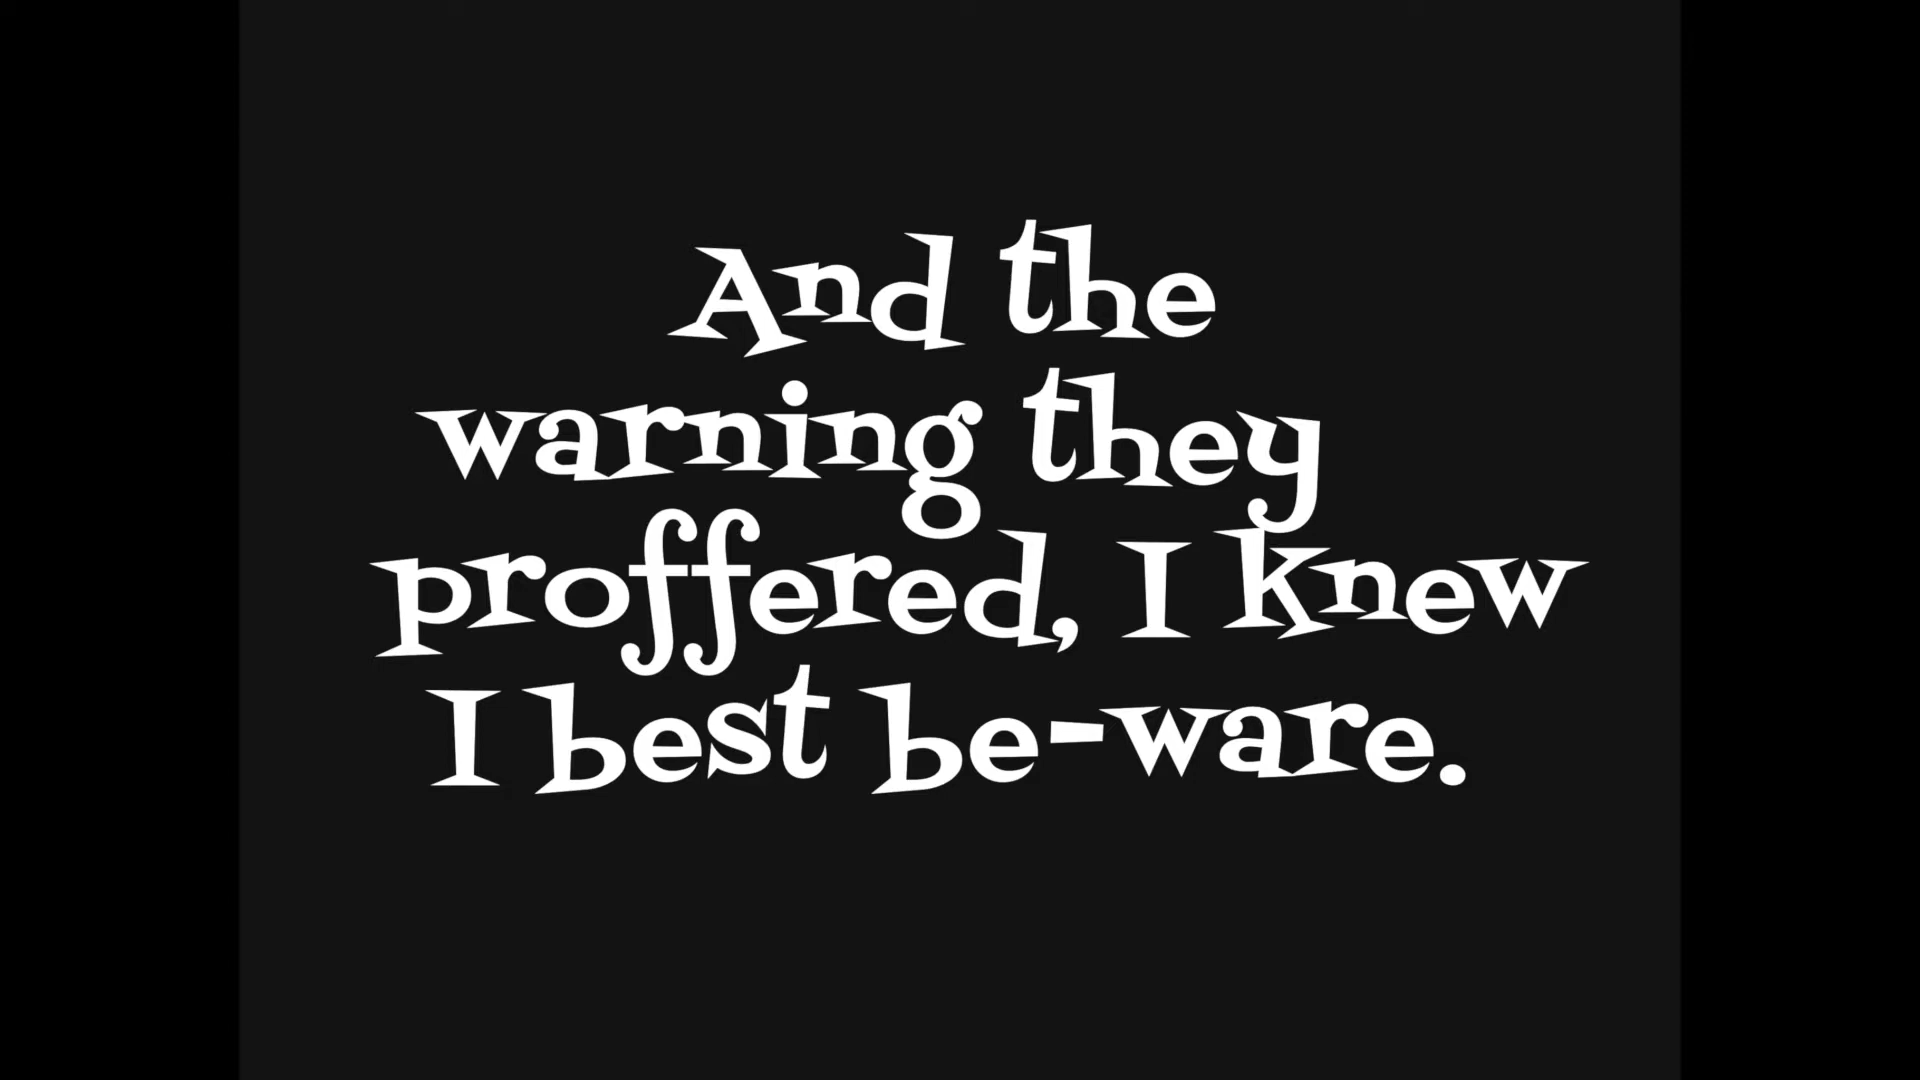 And the
warning they
proffered, I knew
I best be-ware.